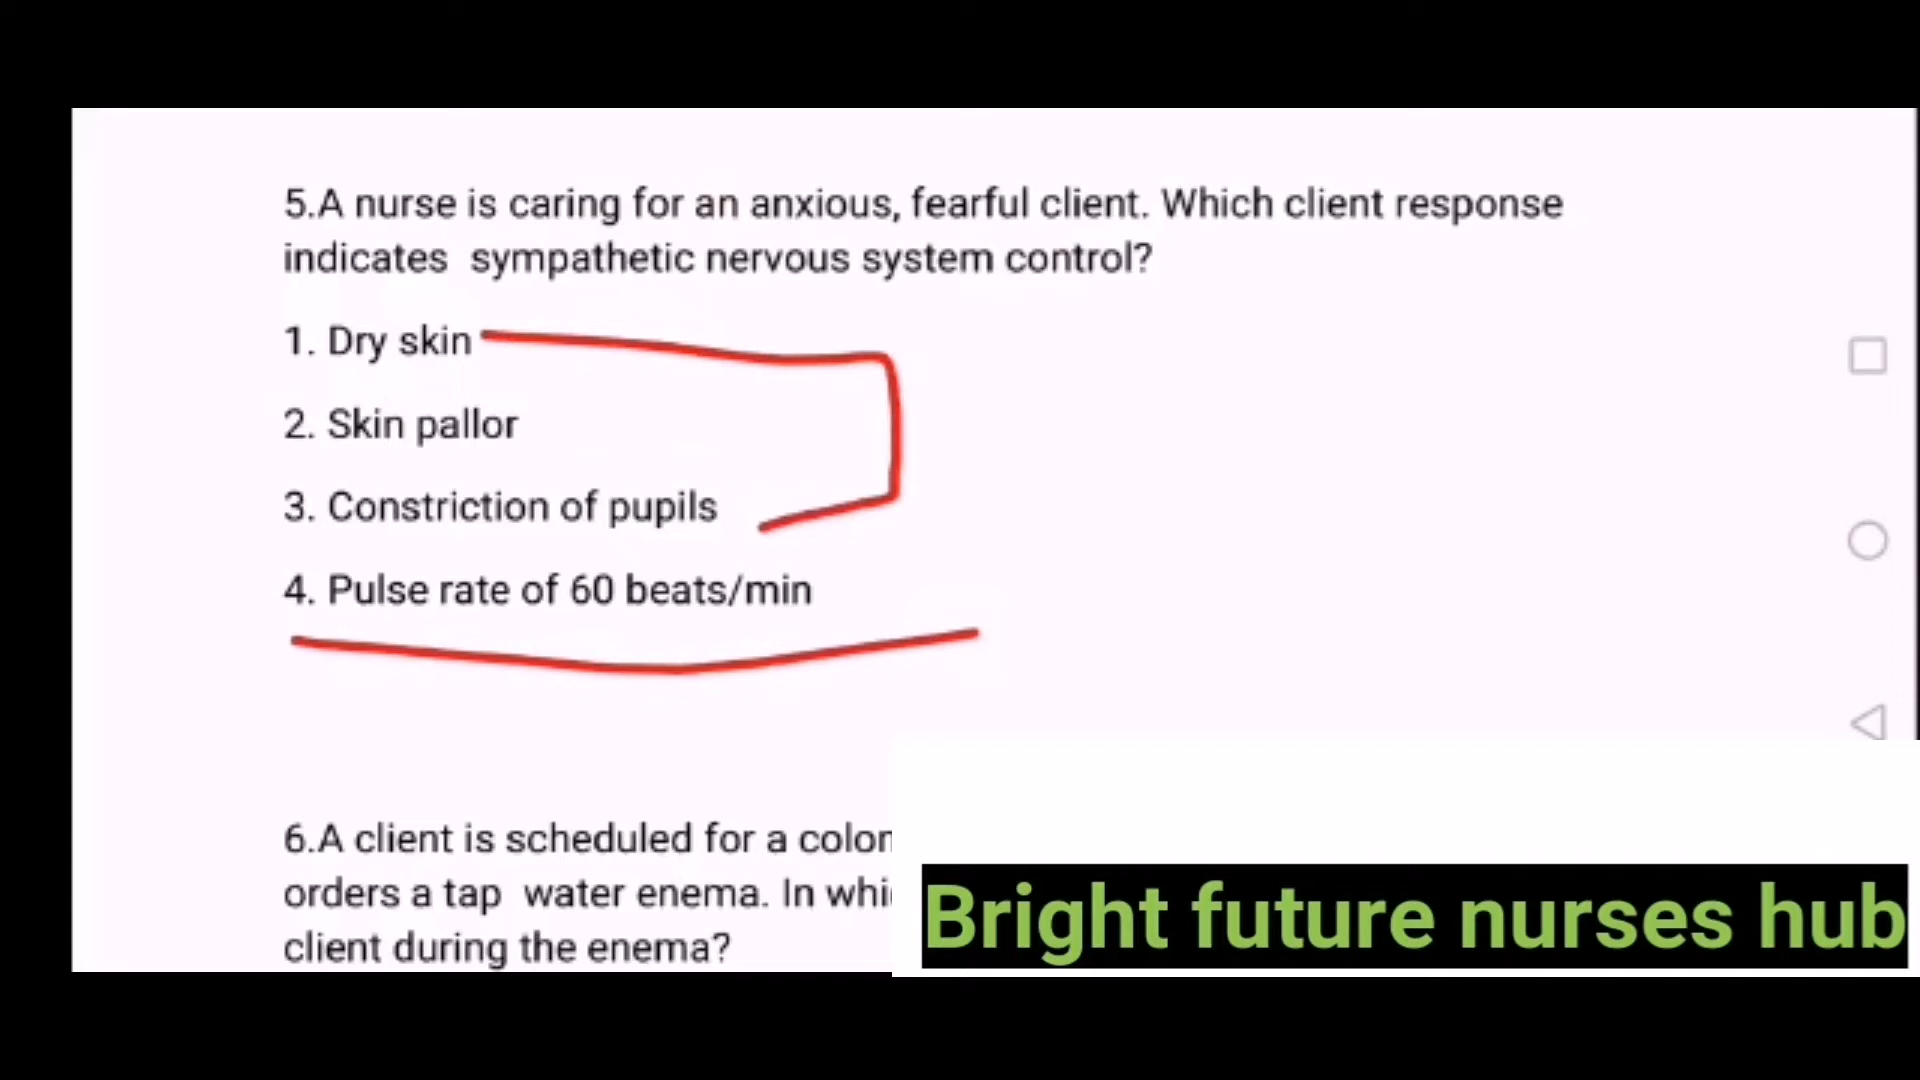 5.A nurse is caring for an anxious, fearful client. Which client response
indicates sympathetic nervous system control?
1. Dry skin
2. Skin pallor
3. Constriction of pupils
4. Pulse rate of 60 beats/min
6.A client is scheduled for a
orders a tap water enema. In
client during the enema?
Bright future nurses hub